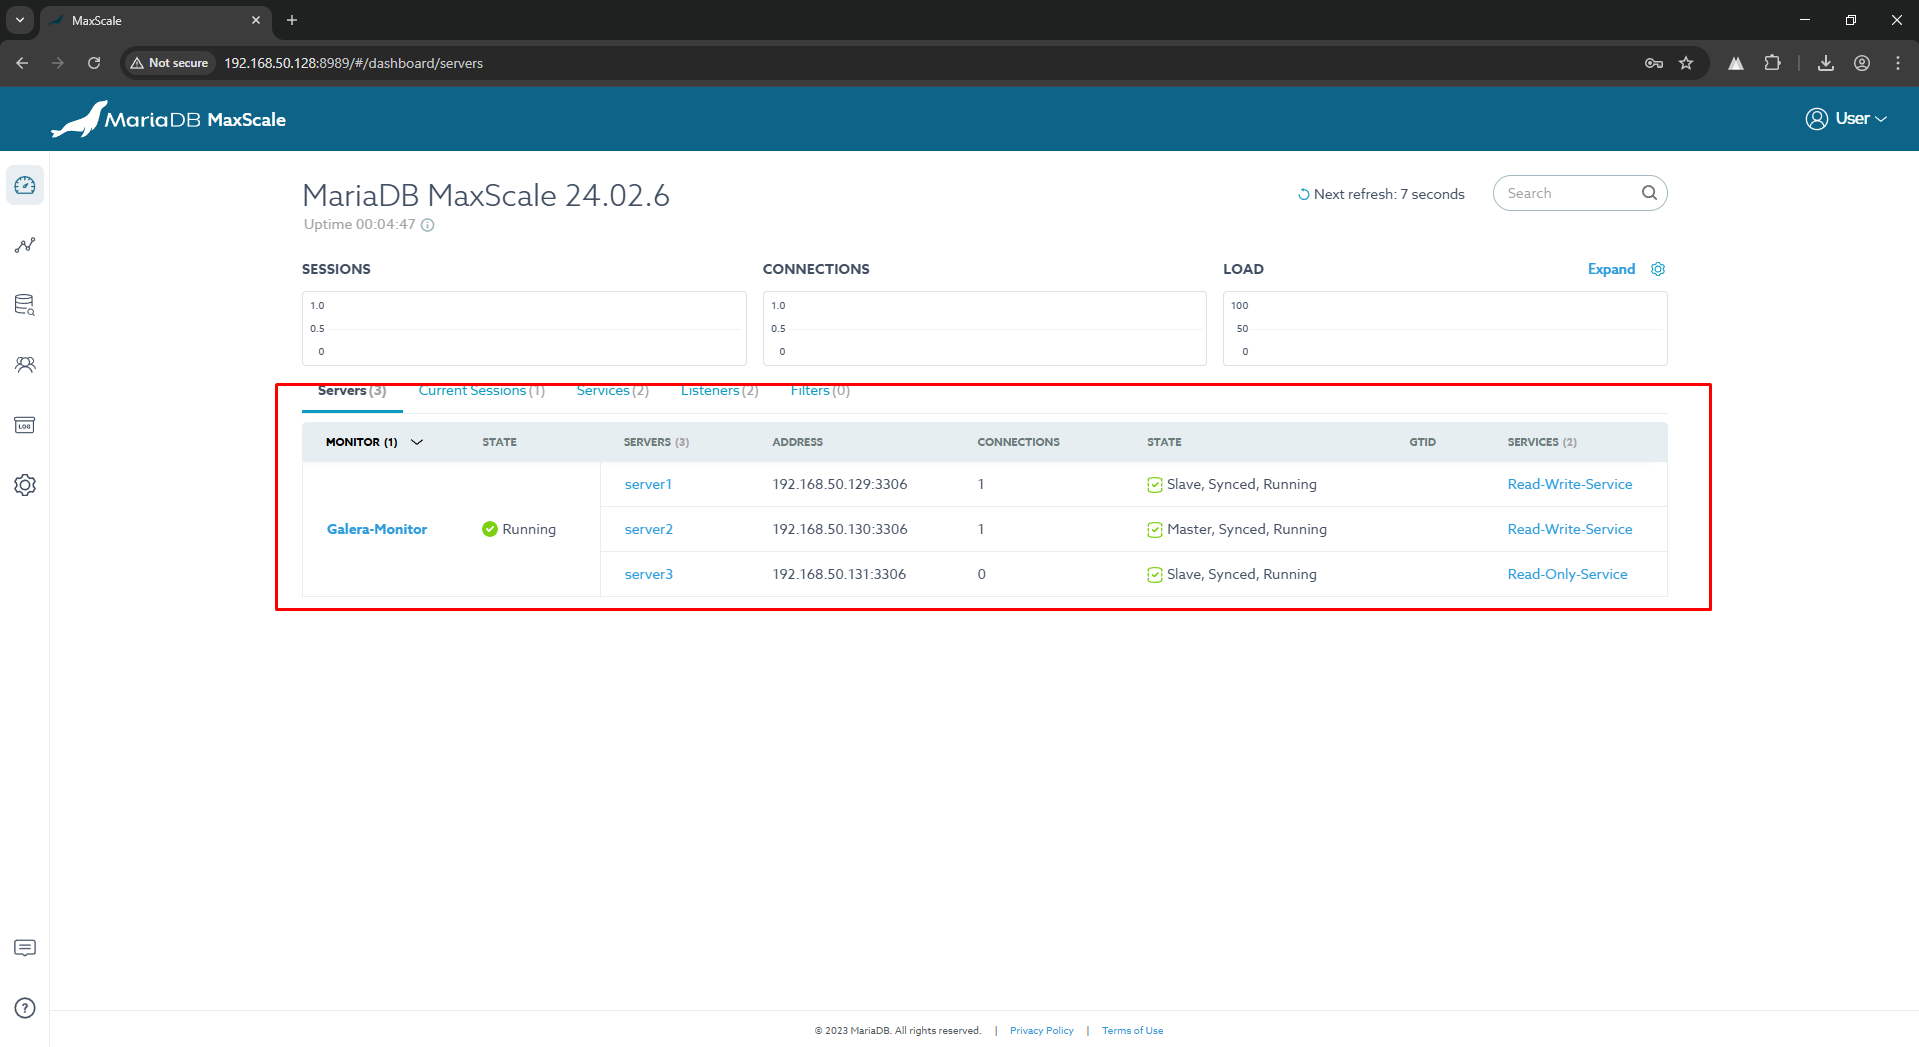 MaxScale
Not secure 192.168.50.128:8989/#/dashboard/servers
MariaDB MaxScale
User
MariaDB MaxScale 24.02.6
Next refresh: 7 seconds
Search
Uptime 00:04:47
SESSIONS
CONNECTIONS
LOAD
Expand
1.0
0.5
0
1.0
0.5
0
100
50
0
Servers (3) Current Sessions (1) Services (2) Listeners (2) Filters (0)
MONITOR (1) STATE SERVERS (3) ADDRESS CONNECTIONS STATE GTID SERVICES (2)
server1 192.168.50.129:3306 1 Slave, Synced, Running Read-Write-Service
Galera-Monitor Running server2 192.168.50.130:3306 1 Master, Synced, Running Read-Write-Service
server3 192.168.50.131:3306 0 Slave, Synced, Running Read-Only-Service
LOG
© 2023 MariaDB. All rights reserved. | Privacy Policy | Terms of Use